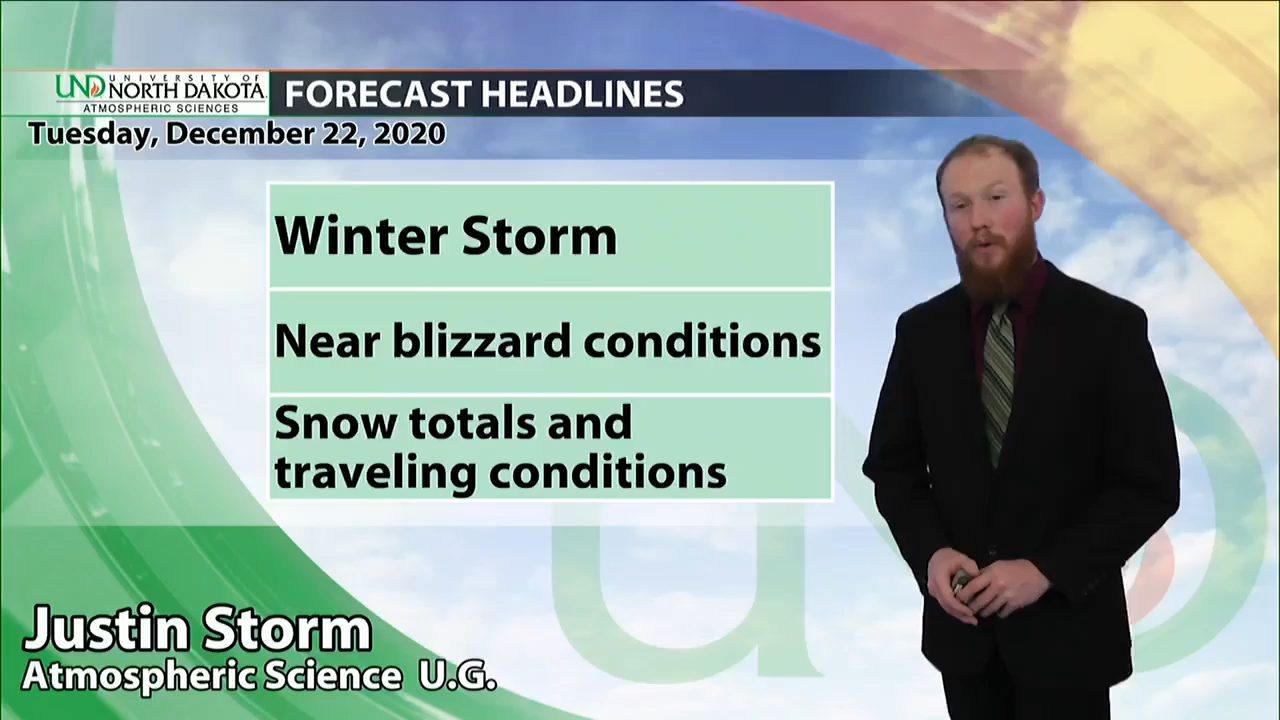 UND UNIVERSITY OF
NORTH DAKOTA
ATMOSPHERIC SCIENCES
FORECAST HEADLINES
Tuesday, December 22, 2020
Winter Storm
Near blizzard conditions
Snow totals and
traveling conditions
Justin Storm
Atmospheric Science U.G.
und